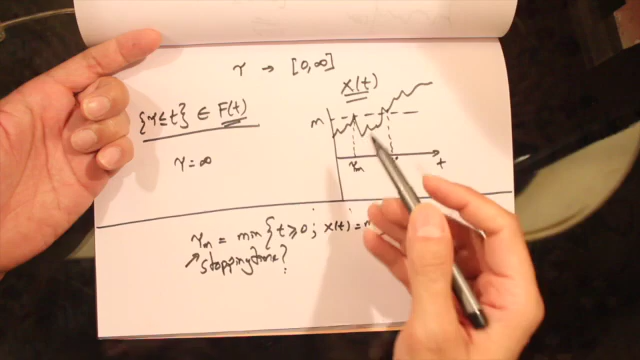 τ → [0,∞]
{τ≤t} ∈ F(t)
τ = ∞
X(t)
m
τm
t
τm = min { t ≥ 0 ; X(t) = m
stopping time?